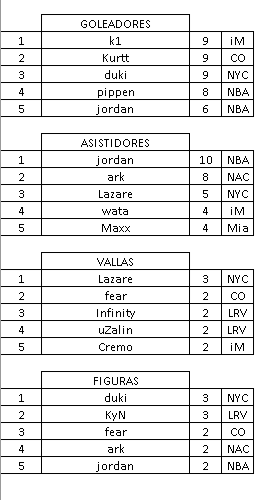 GOLEADORES
1 k1 9 iM
2 Kurtt 9 CO
3 duki 9 NYC
4 pippen 8 NBA
5 jordan 6 NBA
ASISTIDORES
1 jordan 10 NBA
2 ark 8 NAC
3 Lazare 5 NYC
4 wata 4 iM
5 Maxx 4 Mia
VALLAS
1 Lazare 3 NYC
2 fear 2 CO
3 Infinity 2 LRV
4 uZalin 2 LRV
5 Cremo 2 iM
FIGURAS
1 duki 3 NYC
2 KyN 3 LRV
3 fear 2 CO
4 ark 2 NAC
5 jordan 2 NBA